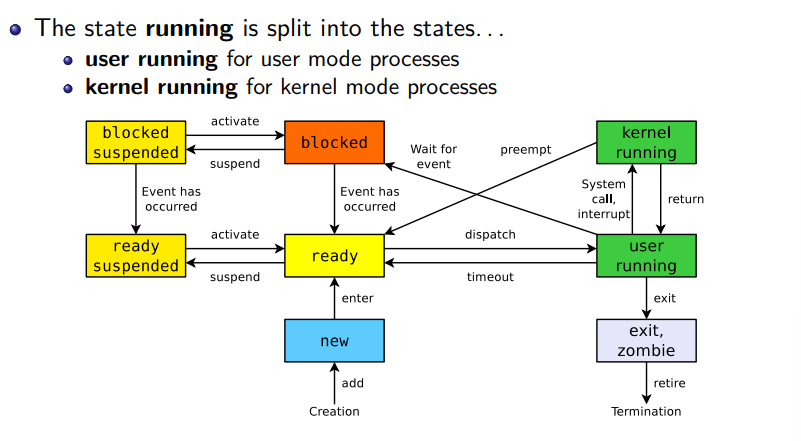 The state running is split into the states...
user running for user mode processes
kernel running for kernel mode processes
blocked
suspended
activate
suspend
blocked
Wait for
event
preempt
kernel
running
Event has
occurred
Event has
occurred
System
call,
interrupt
return
ready
suspended
activate
suspend
ready
dispatch
timeout
user
running
enter
exit
new
exit,
zombie
add
retire
Creation
Termination